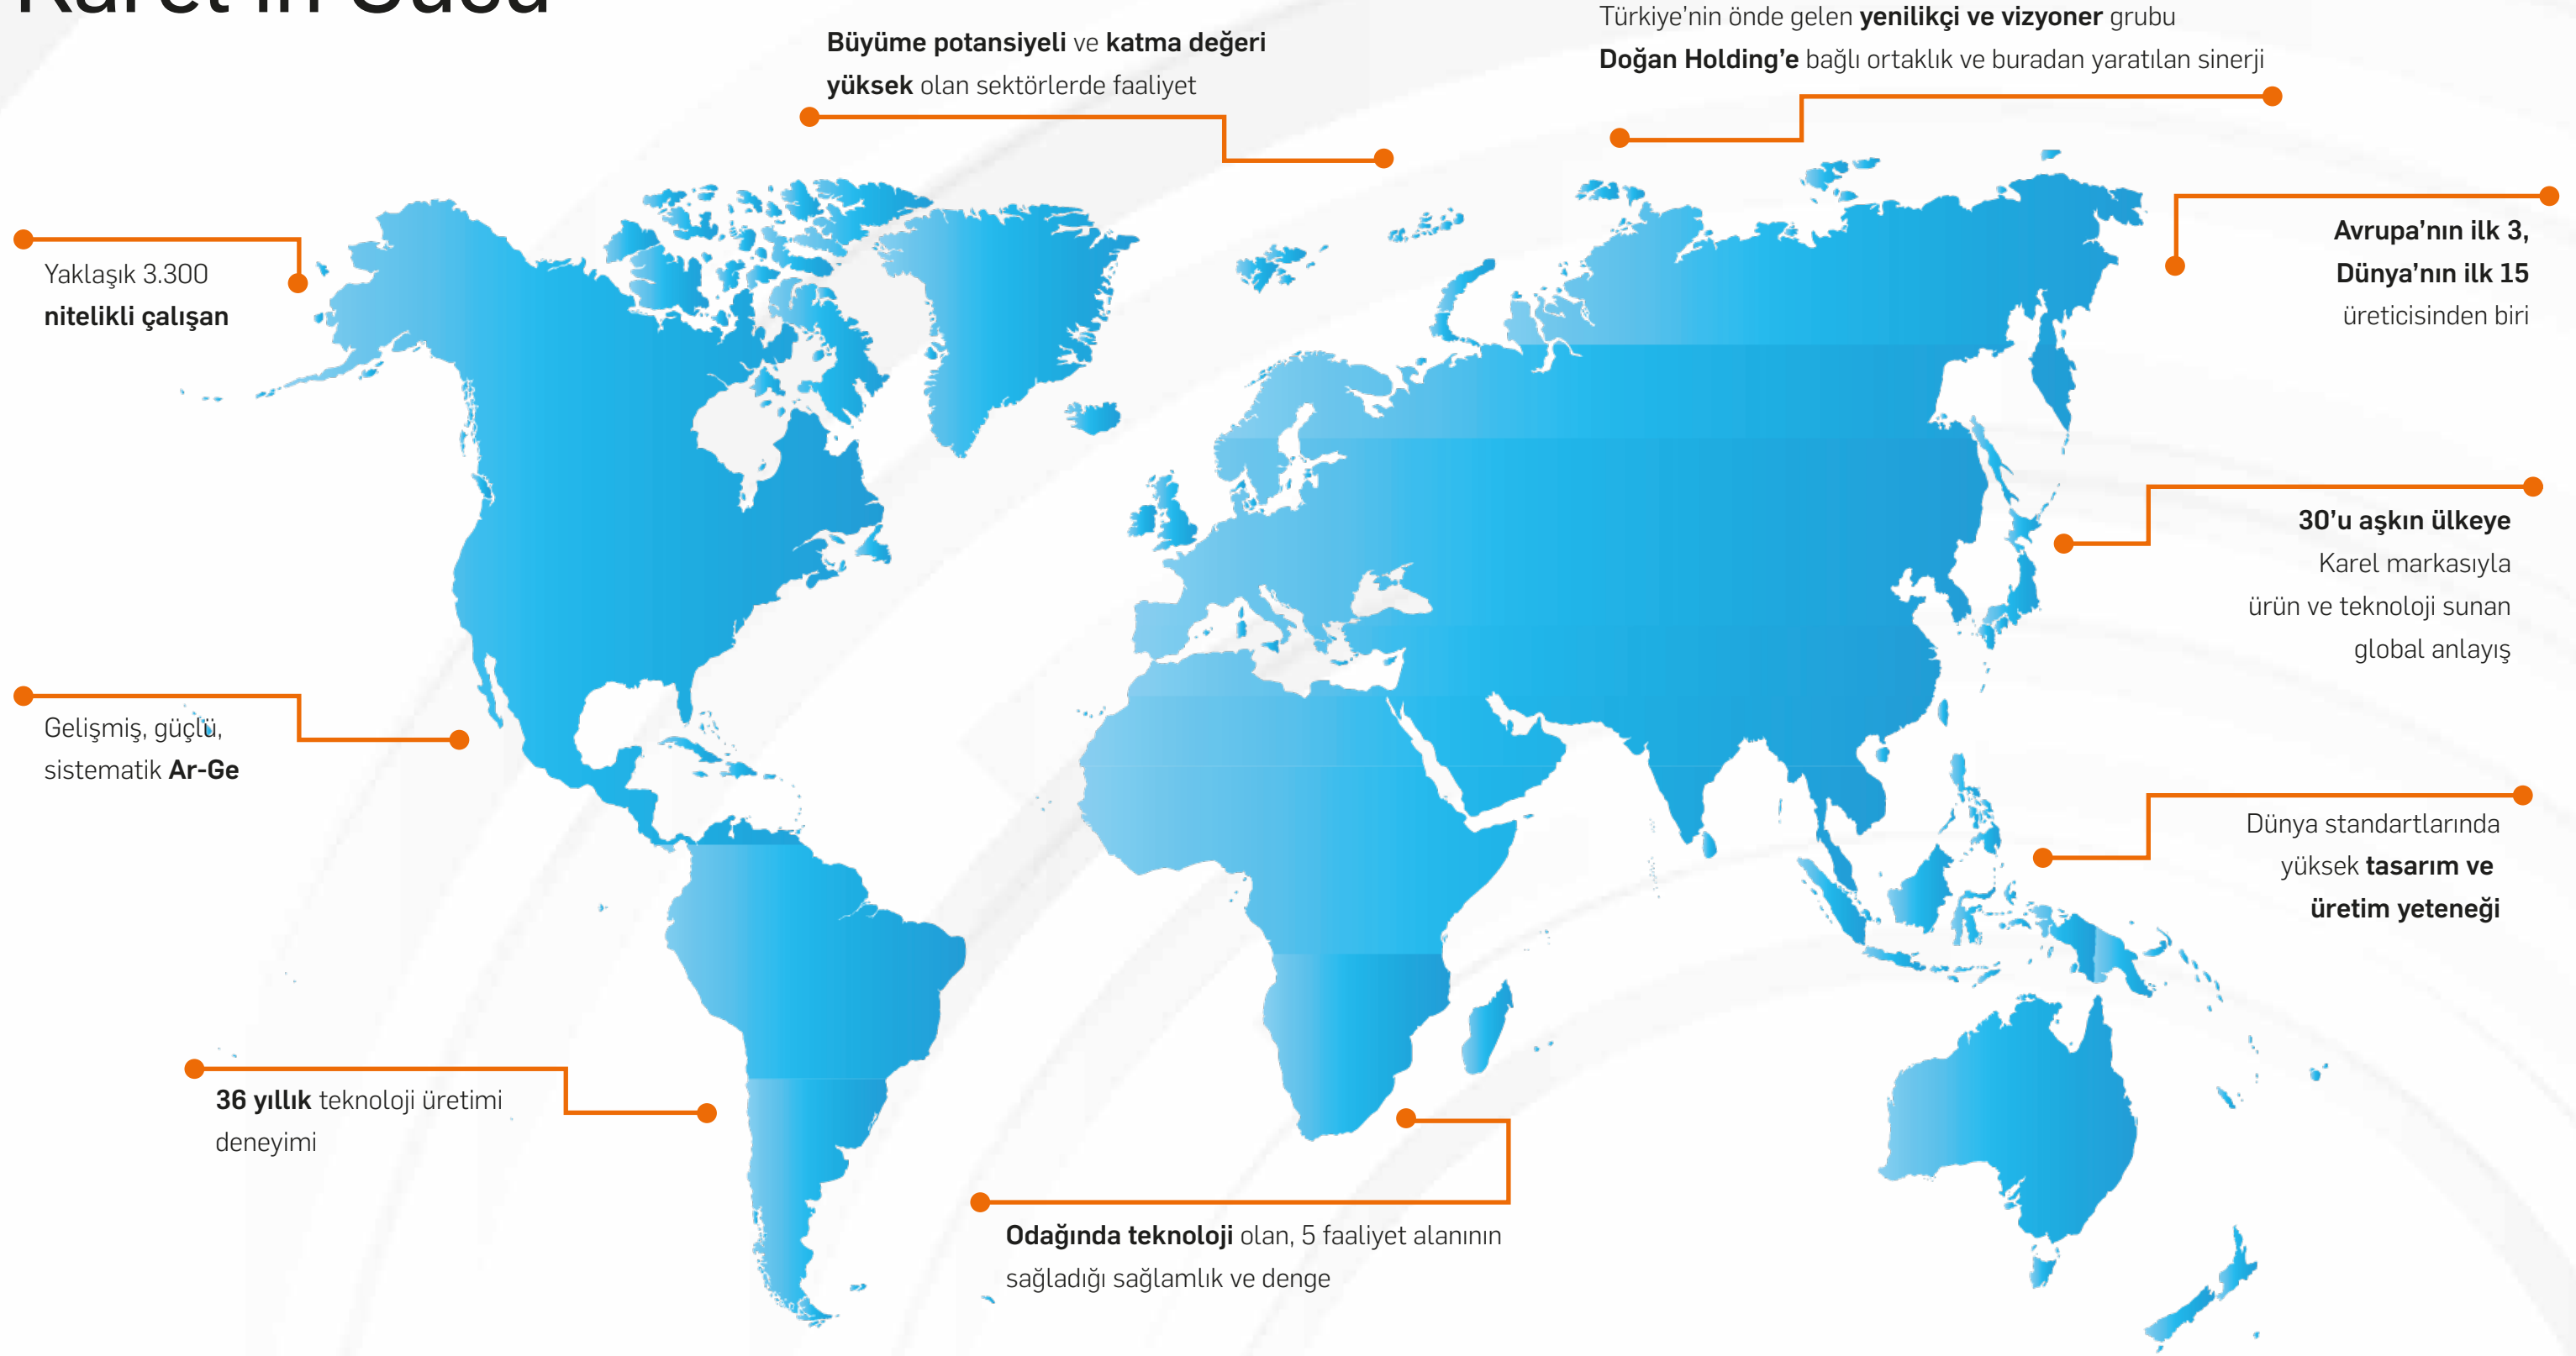 Karel'in Gücü
Büyüme potansiyeli ve katma değeri
yüksek olan sektörlerde faaliyet
Türkiye’nin önde gelen yenilikçi ve vizyoner grubu
Doğan Holding’e bağlı ortaklık ve buradan yaratılan sinerji
Yaklaşık 3.300
nitelikli çalışan
Avrupa’nın ilk 3,
Dünya’nın ilk 15
üreticisinden biri
30’u aşkın ülkeye
Karel markasıyla
ürün ve teknoloji sunan
global anlayış
Gelişmiş, güçlü,
sistematik Ar-Ge
Dünya standartlarında
yüksek tasarım ve
üretim yeteneği
36 yıllık teknoloji üretimi
deneyimi
Odağında teknoloji olan, 5 faaliyet alanının
sağladığı sağlamlık ve denge